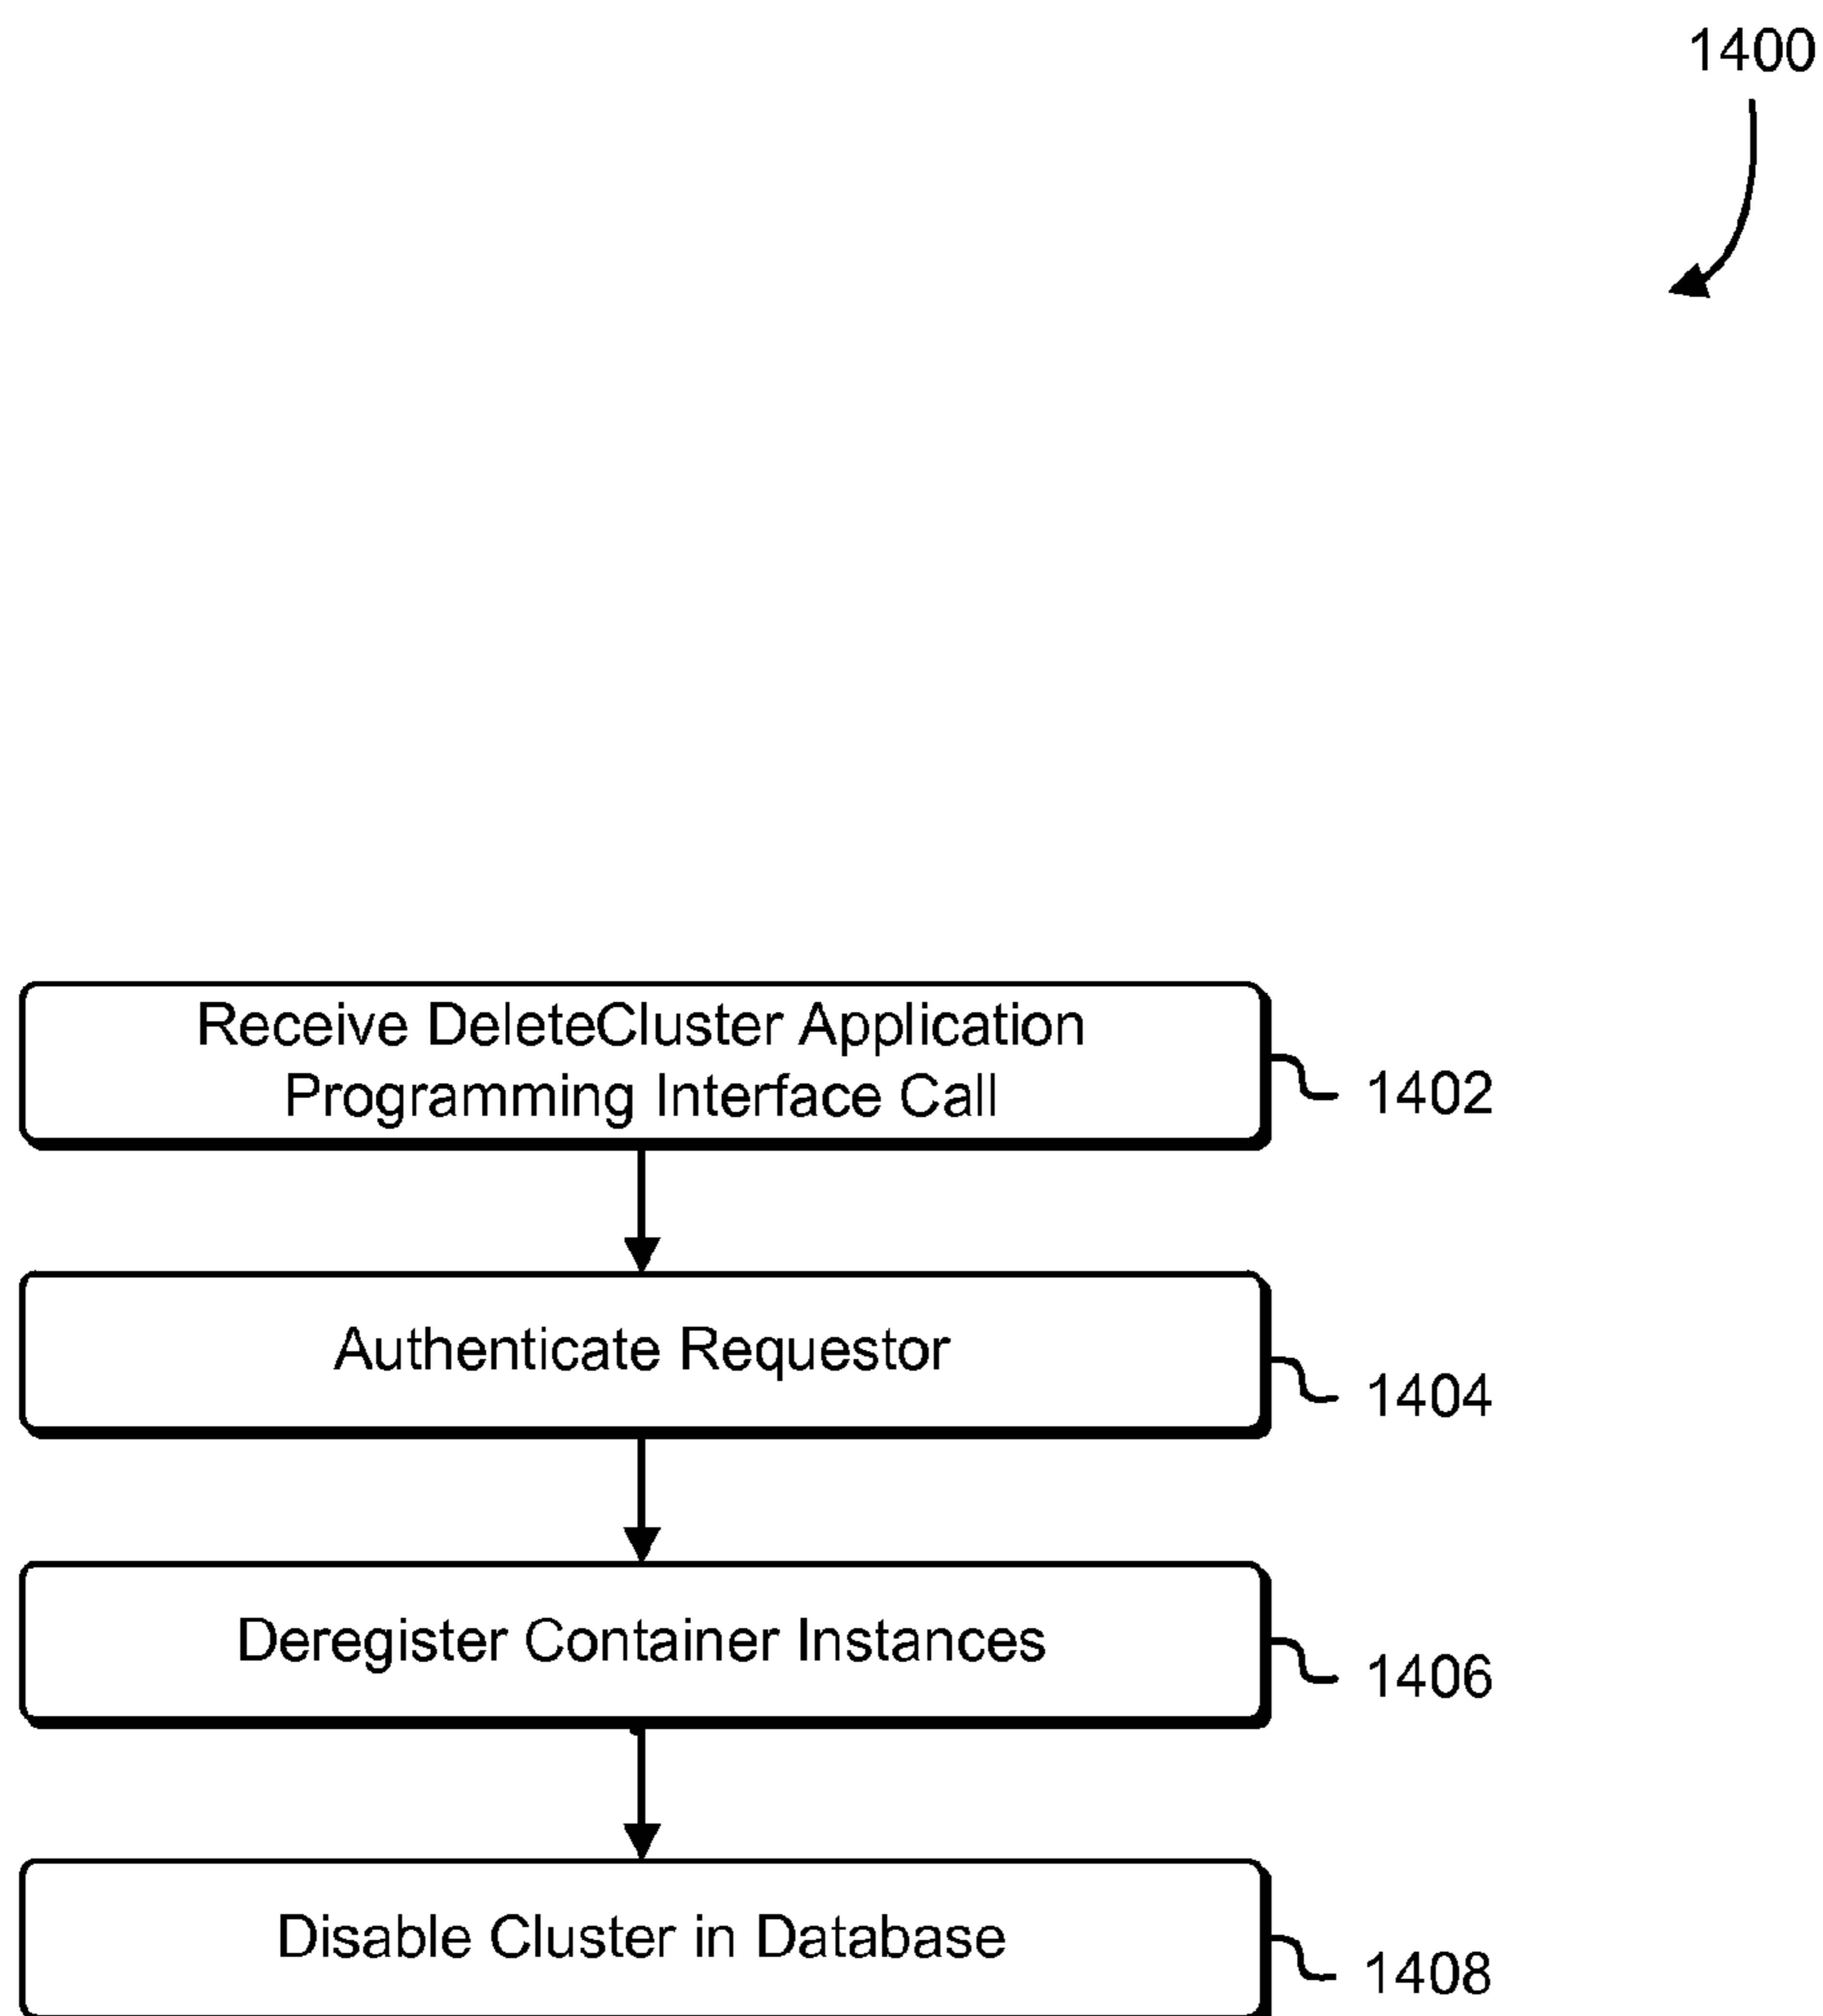 1400
Receive DeleteCluster Application
Programming Interface Call
1402
Authenticate Requestor
1404
Deregister Container Instances
1406
Disable Cluster in Database
1408